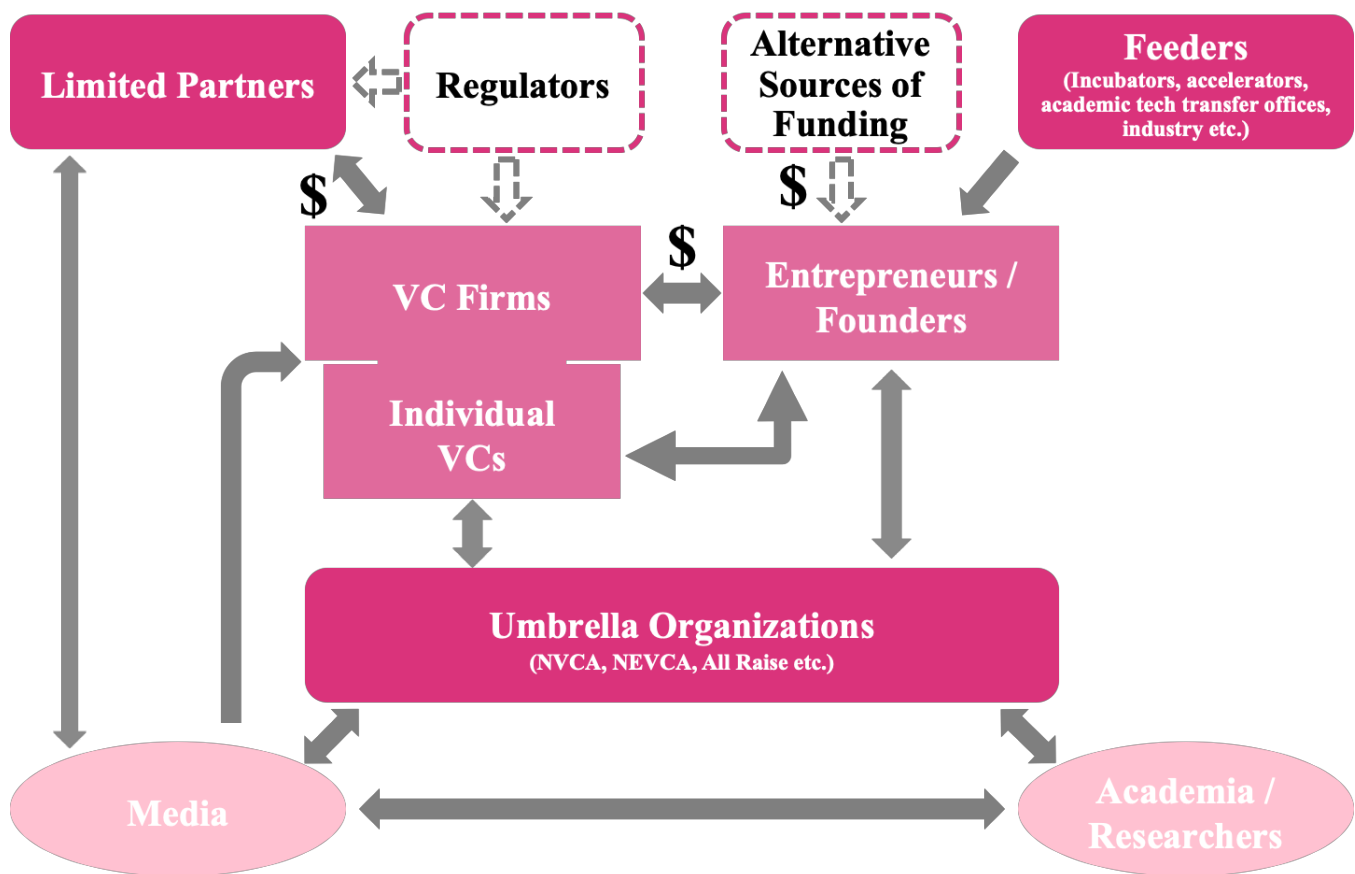 Limited Partners
Regulators
Alternative
Sources of
Funding
Feeders
(Incubators, accelerators,
academic tech transfer offices,
industry etc.)
$
$
$
VC Firms
Entrepreneurs /
Founders
Individual
VCs
Umbrella Organizations
(NVCA, NEVCA, All Raise etc.)
Media
Academia /
Researchers